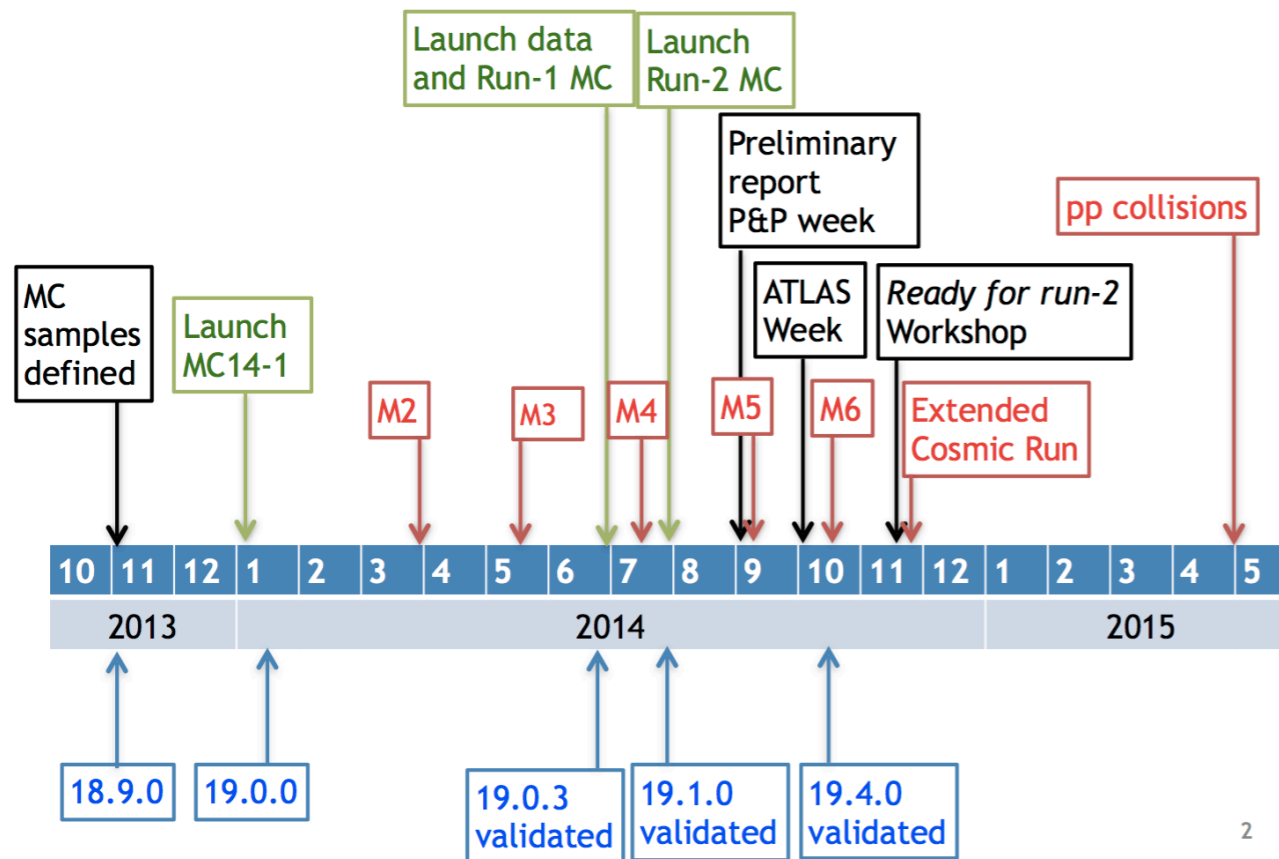 Launch data
and Run-1 MC
Launch
Run-2 MC
Preliminary
report
P&P week
pp collisions
MC
samples
defined
Launch
MC14-1
ATLAS
Week
Ready for run-2
Workshop
M2
M3
M4
M5
M6
Extended
Cosmic Run
10 11 12 1 2 3 4 5 6 7 8 9 10 11 12 1 2 3 4 5
2013 2014 2015
18.9.0
19.0.0
19.0.3
validated
19.1.0
validated
19.4.0
validated
2